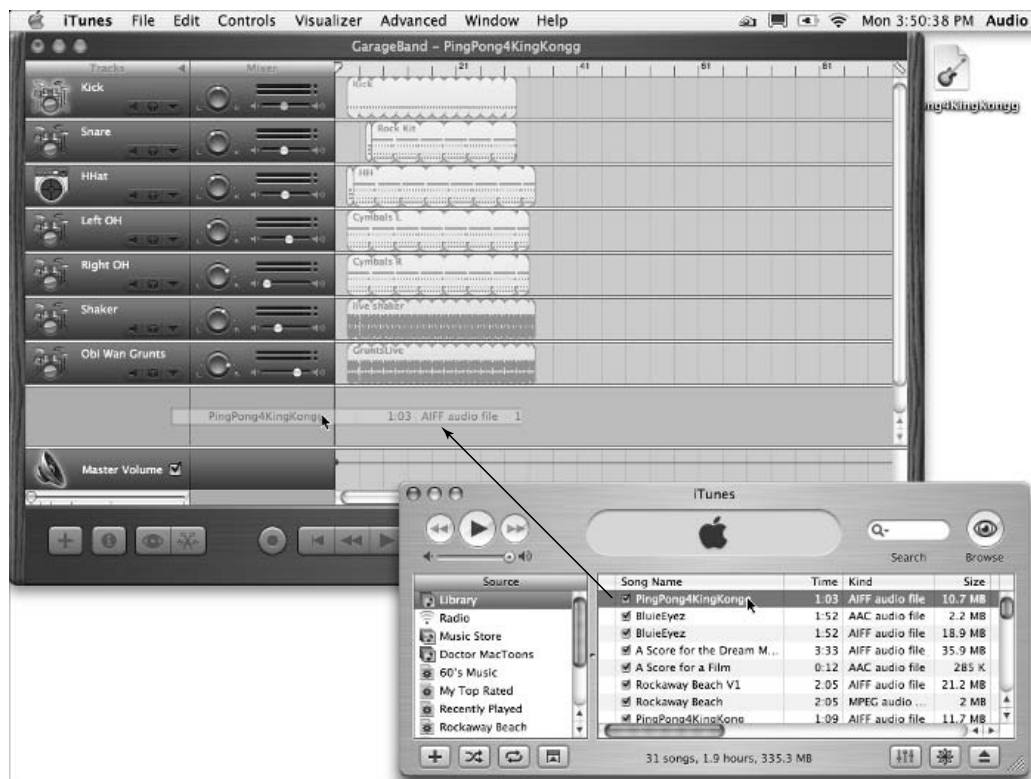 iTunes File Edit Controls Visualizer Advanced Window Help Mon 3:50:38 PM Audio
GarageBand – PingPong4KingKongg
Tracks Mixer 21 41 61 81
Kick Kick
Snare Rock Kit
HHat HH
Left OH Cymbals L
Right OH Cymbals R
Shaker live shaker
Obi Wan Grunts GruntsLive
PingPong4KingKongg 1:03 AIFF audio file 1
Master Volume
ng4KingKongg
iTunes
Search Browse
Source
Library
Radio
Music Store
Doctor MacToons
60's Music
My Top Rated
Recently Played
Rockaway Beach
Song Name Time Kind Size
PingPong4KingKongg 1:03 AIFF audio file 10.7 MB
BluieEyez 1:52 AAC audio file 2.2 MB
BluieEyez 1:52 AIFF audio file 18.9 MB
A Score for the Dream M... 3:33 AIFF audio file 35.9 MB
A Score for a Film 0:12 AAC audio file 285 K
Rockaway Beach V1 2:05 AIFF audio file 21.2 MB
Rockaway Beach 2:05 MPEG audio ... 2 MB
PingPong4KingKong 1:09 AIFF audio file 11.7 MB
31 songs, 1.9 hours, 335.3 MB